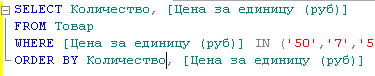 SELECT Количество, [Цена за единицу (руб)]
FROM Товар
WHERE [Цена за единицу (руб)] IN ('50','7','5
ORDER BY Количество, [Цена за единицу (руб)]